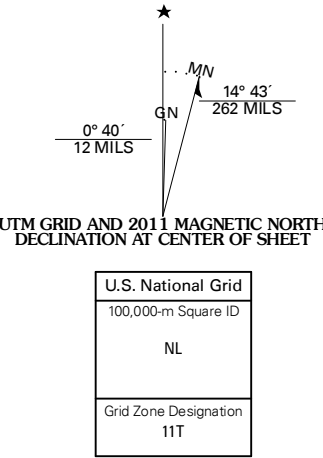 MN
14° 43´
262 MILS
GN
0° 40´
12 MILS
UTM GRID AND 2011 MAGNETIC NORTH
DECLINATION AT CENTER OF SHEET
U.S. National Grid
100,000-m Square ID
NL
Grid Zone Designation
11T